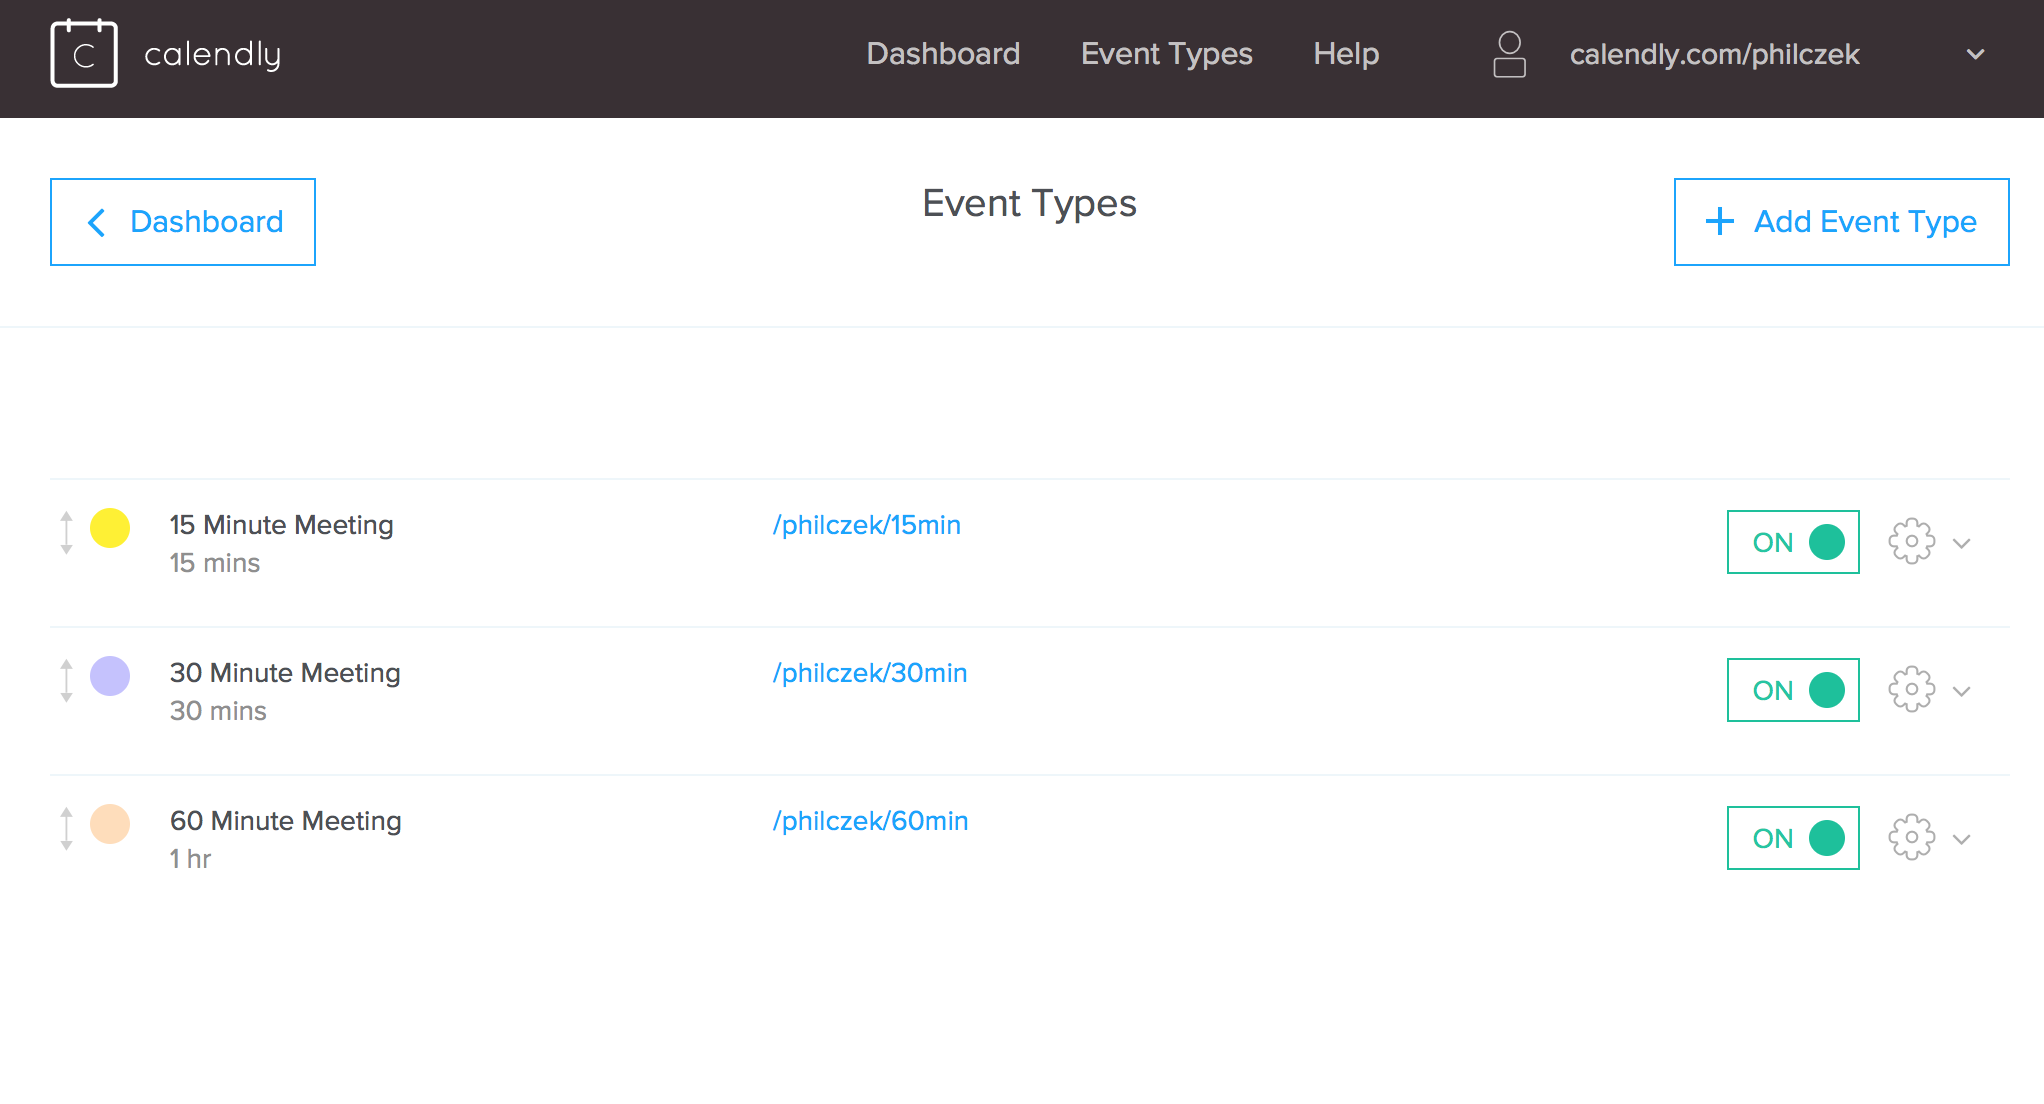 C calendly Dashboard Event Types Help calendly.com/philczek
Dashboard Event Types Add Event Type
15 Minute Meeting /philczek/15min ON
15 mins
30 Minute Meeting /philczek/30min ON
30 mins
60 Minute Meeting /philczek/60min ON
1 hr